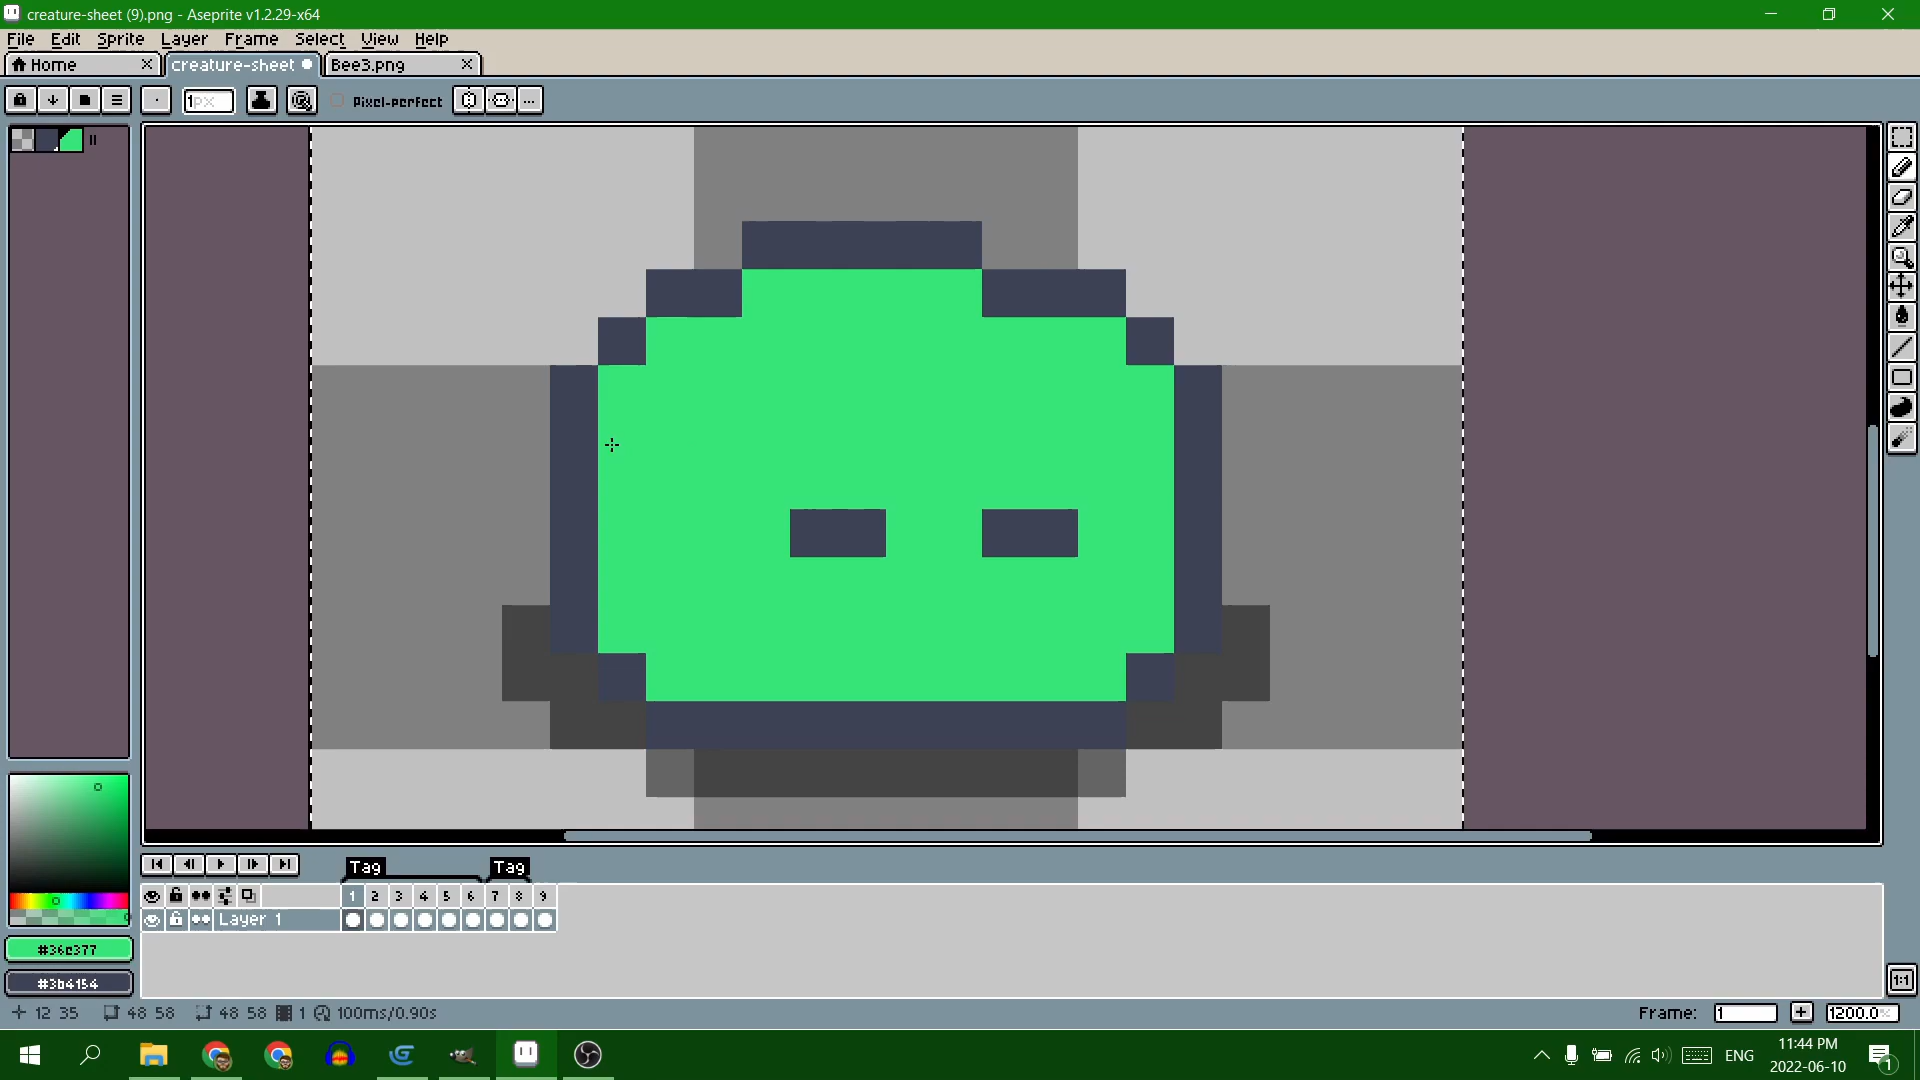 creature-sheet (9).png - Aseprite v1.2.29-x64
File Edit Sprite Layer Frame Select View Help
Home creature-sheet Bee3.png
1px Pixel-perfect
Tag Tag
1 2 3 4 5 6 7 8 9
Layer 1
#36e377
#3b4154
12 35 48 58 48 58 1 100ms/0.90s Frame: 1 1200.0%
1:1
ENG 11:44 PM
2022-06-10
1